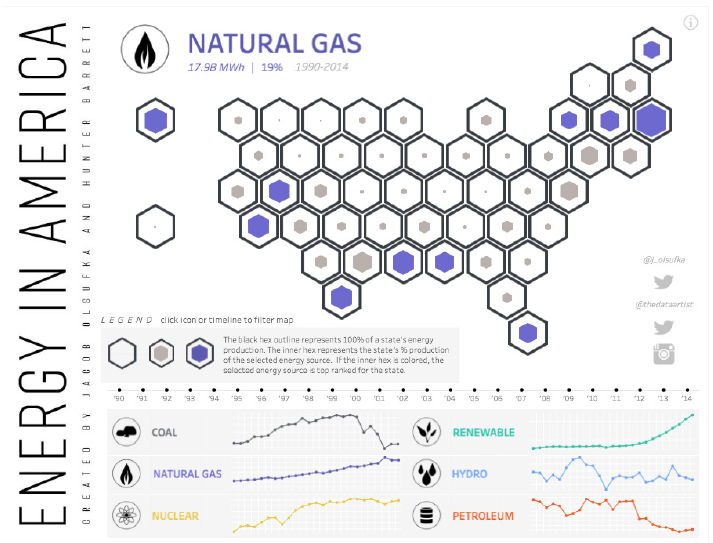 ENERGY IN AMERICA
CREATED BY JACOB OLSUFKA AND HUNTER BARRETT
NATURAL GAS
17.9B MWh | 19% 1990-2014
i
@j_olsufka
@thedataartist
LEGEND click icon or timeline to filter map
The black hex outline represents 100% of a state's energy
production. The inner hex represents the state's % production
of the selected energy source. If the inner hex is colored, the
selected energy source is top ranked for the state.
'90 '91 '92 '93 '94 '95 '96 '97 '98 '99 '00 '01 '02 '03 '04 '05 '06 '07 '08 '09 '10 '11 '12 '13 '14
COAL
RENEWABLE
NATURAL GAS
HYDRO
NUCLEAR
PETROLEUM